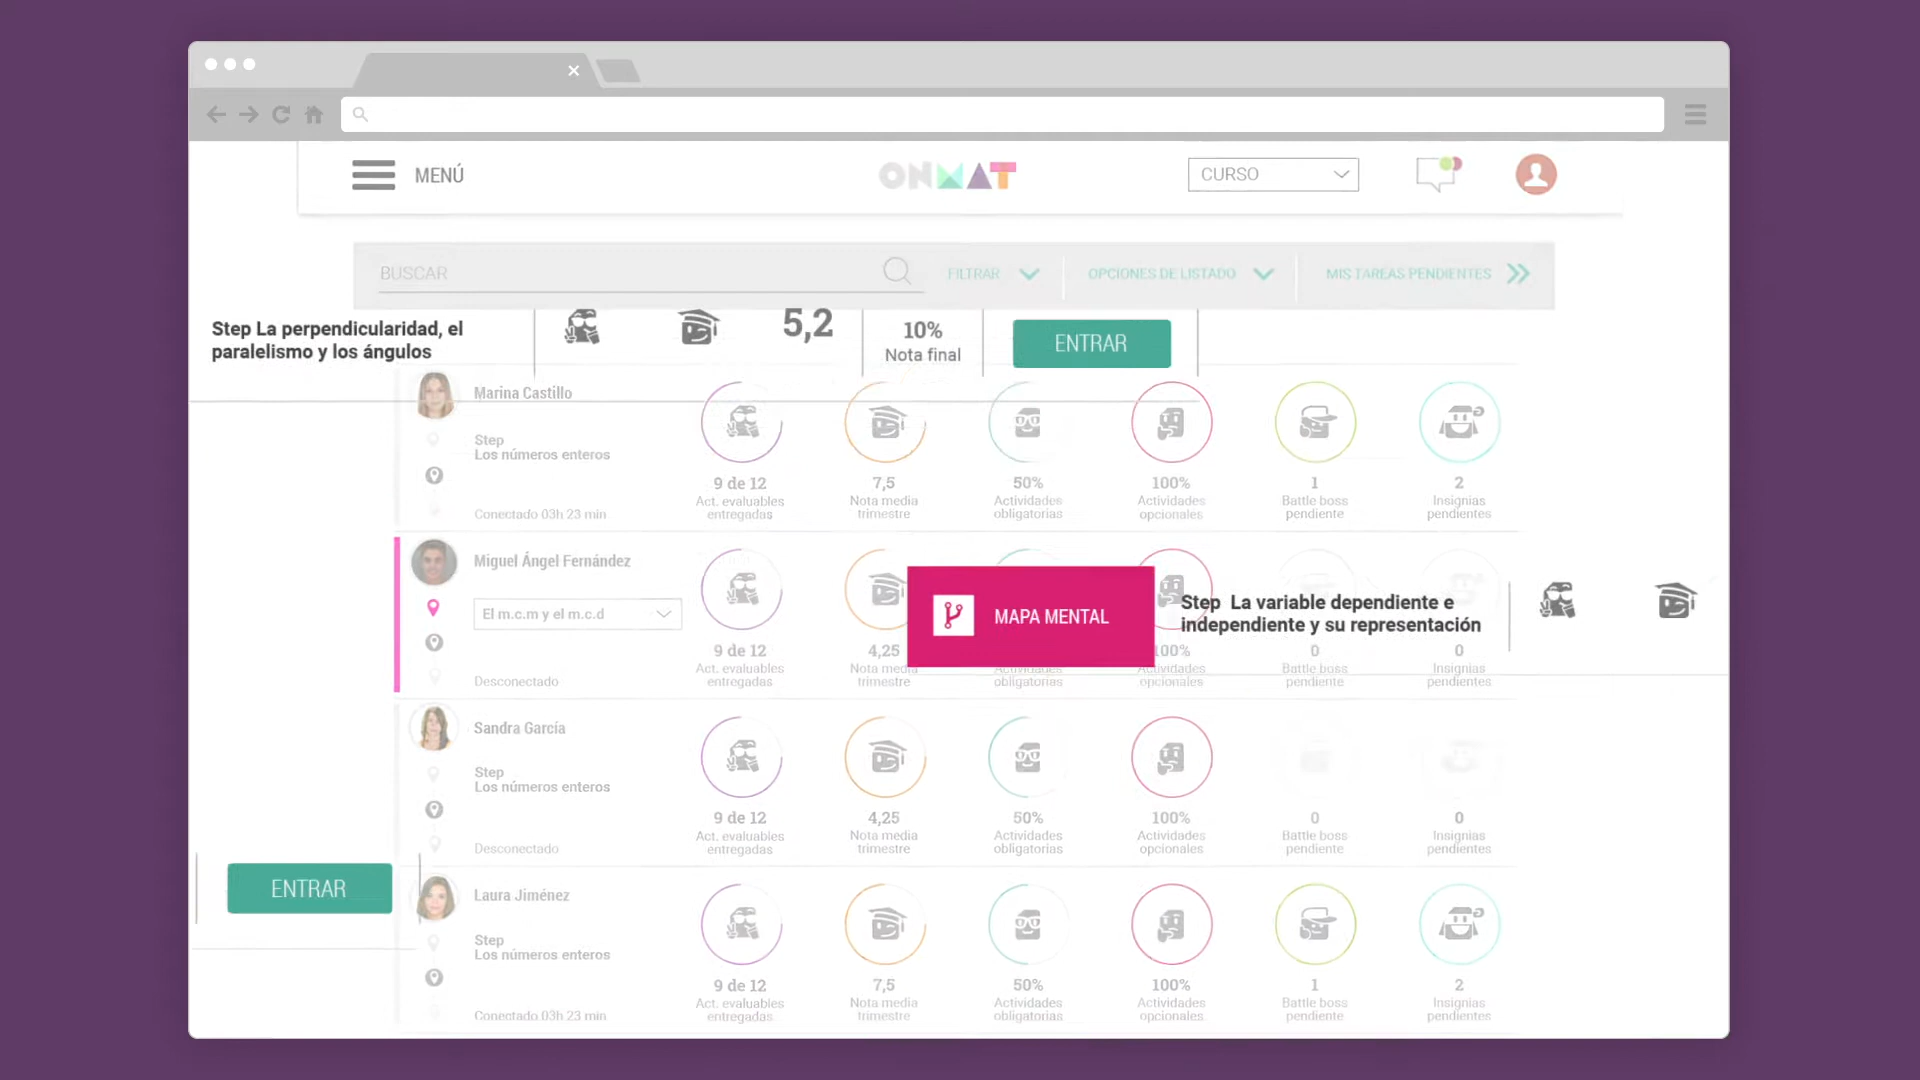 MENÚ
ONMAT
CURSO
BUSCAR
FILTRAR
OPCIONES DE LISTADO
MIS TAREAS PENDIENTES
Step La perpendicularidad, el
paralelismo y los ángulos
5,2
10%
Nota final
ENTRAR
Marina Castillo
Step
Los números enteros
Conectado 03h 23 min
9 de 12
Act. evaluables
entregadas
7,5
Nota media
trimestre
50%
Actividades
obligatorias
100%
Actividades
opcionales
1
Battle boss
pendiente
2
Insignias
pendientes
Miguel Ángel Fernández
El m.c.m y el m.c.d
Desconectado
9 de 12
Act. evaluables
entregadas
4,25
Nota media
trimestre
MAPA MENTAL
obligatorias
100%
Actividades
opcionales
Step La variable dependiente e
independiente y su representación
0
Battle boss
pendiente
0
Insignias
pendientes
Sandra García
Step
Los números enteros
Desconectado
9 de 12
Act. evaluables
entregadas
4,25
Nota media
trimestre
50%
Actividades
obligatorias
100%
Actividades
opcionales
0
Battle boss
pendiente
0
Insignias
pendientes
ENTRAR
Laura Jiménez
Step
Los números enteros
Conectado 03h 23 min
9 de 12
Act. evaluables
entregadas
7,5
Nota media
trimestre
50%
Actividades
obligatorias
100%
Actividades
opcionales
1
Battle boss
pendiente
2
Insignias
pendientes